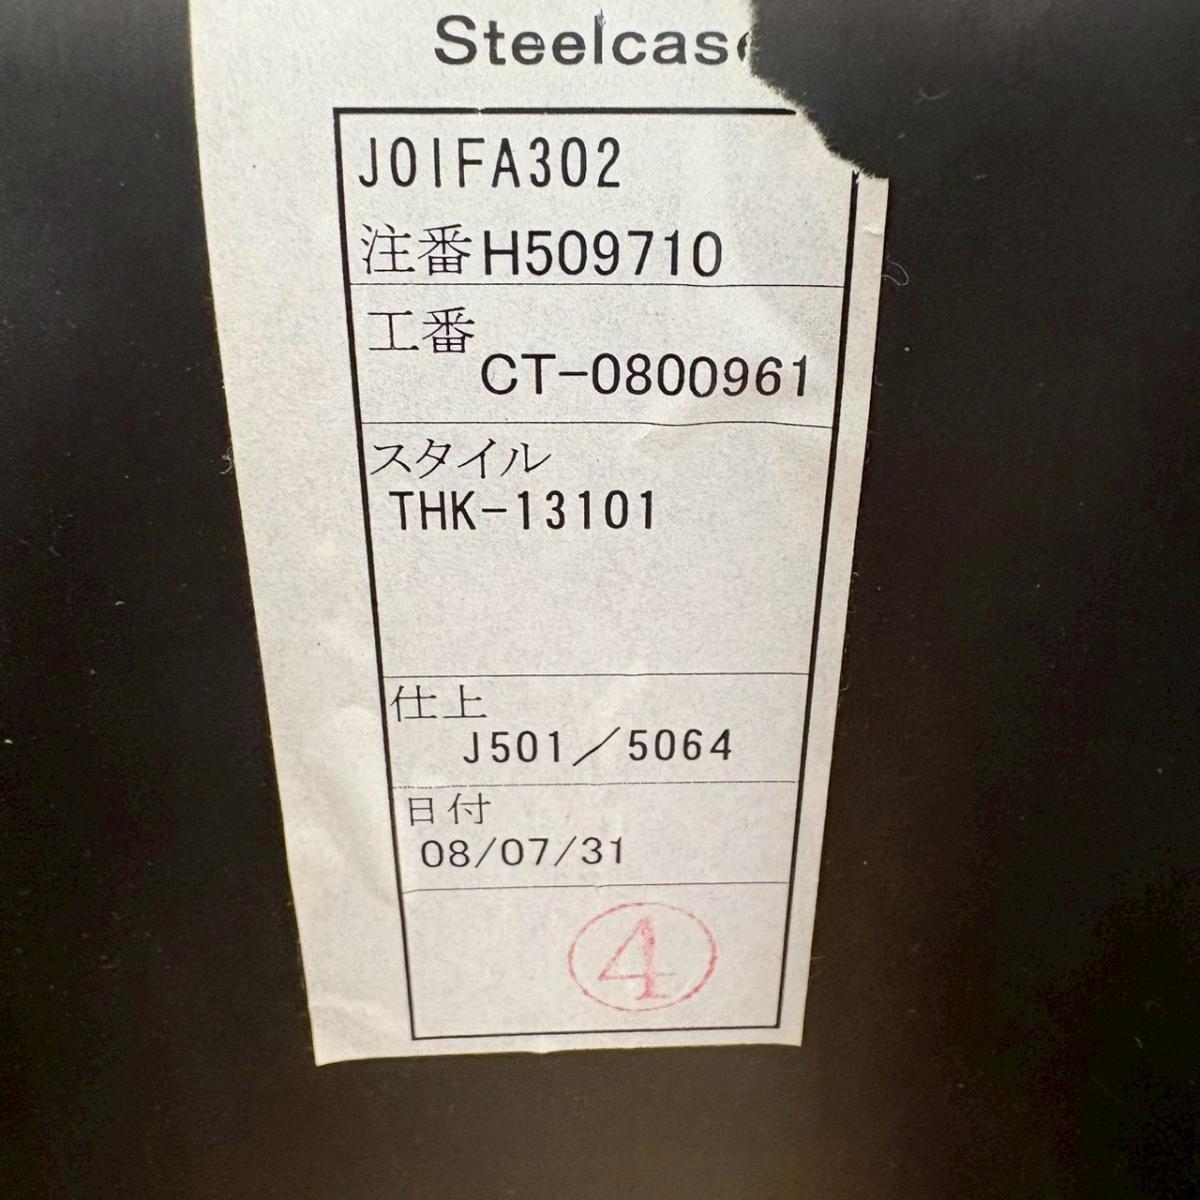 Steelcase
J01FA302
注番H509710
工番
CT-0800961
スタイル
THK-13101
仕上
J501／5064
日付
08/07/31
④